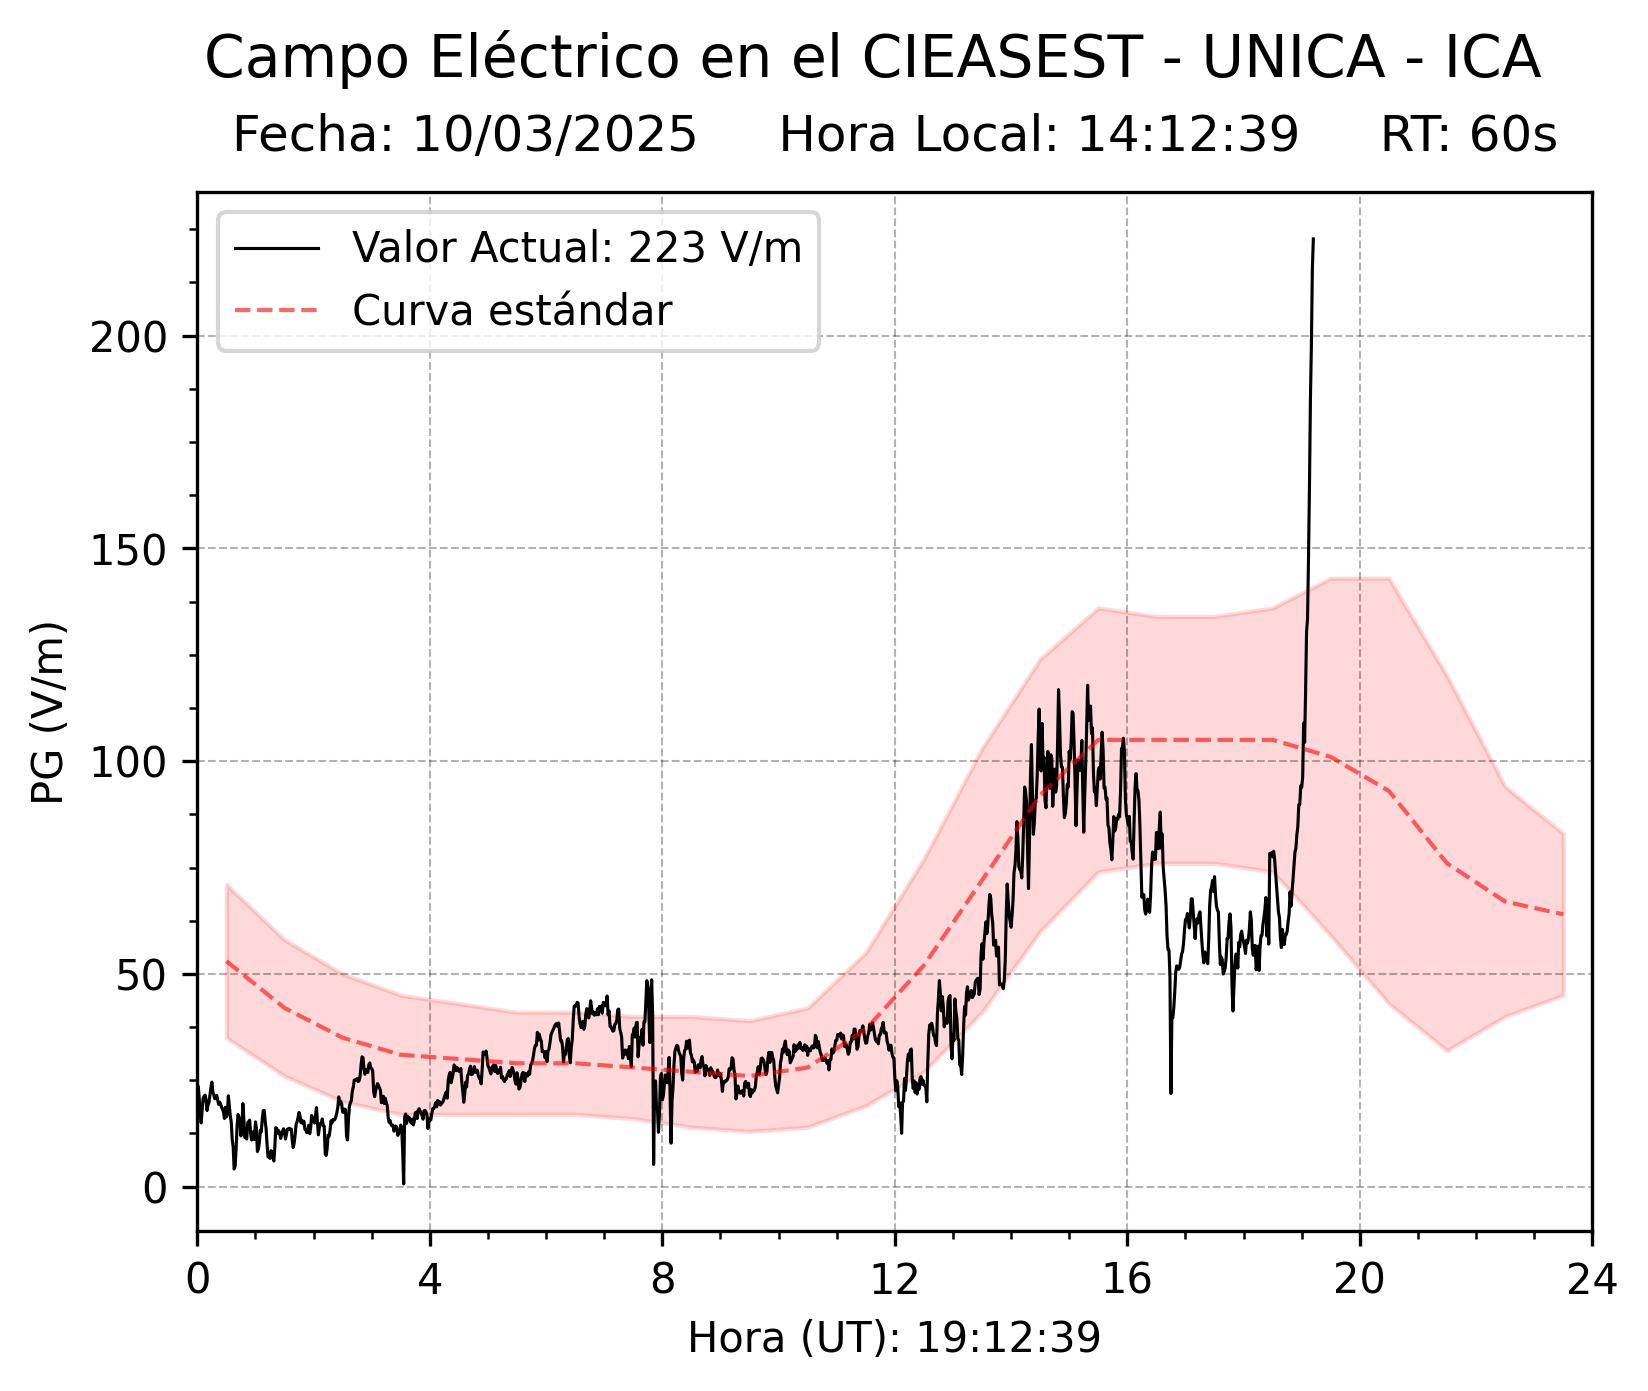 Campo Eléctrico en el CIEASEST - UNICA - ICA
Fecha: 10/03/2025 Hora Local: 14:12:39 RT: 60s
Valor Actual: 223 V/m
Curva estándar
PG (V/m)
200
150
100
50
0
0 4 8 12 16 20 24
Hora (UT): 19:12:39